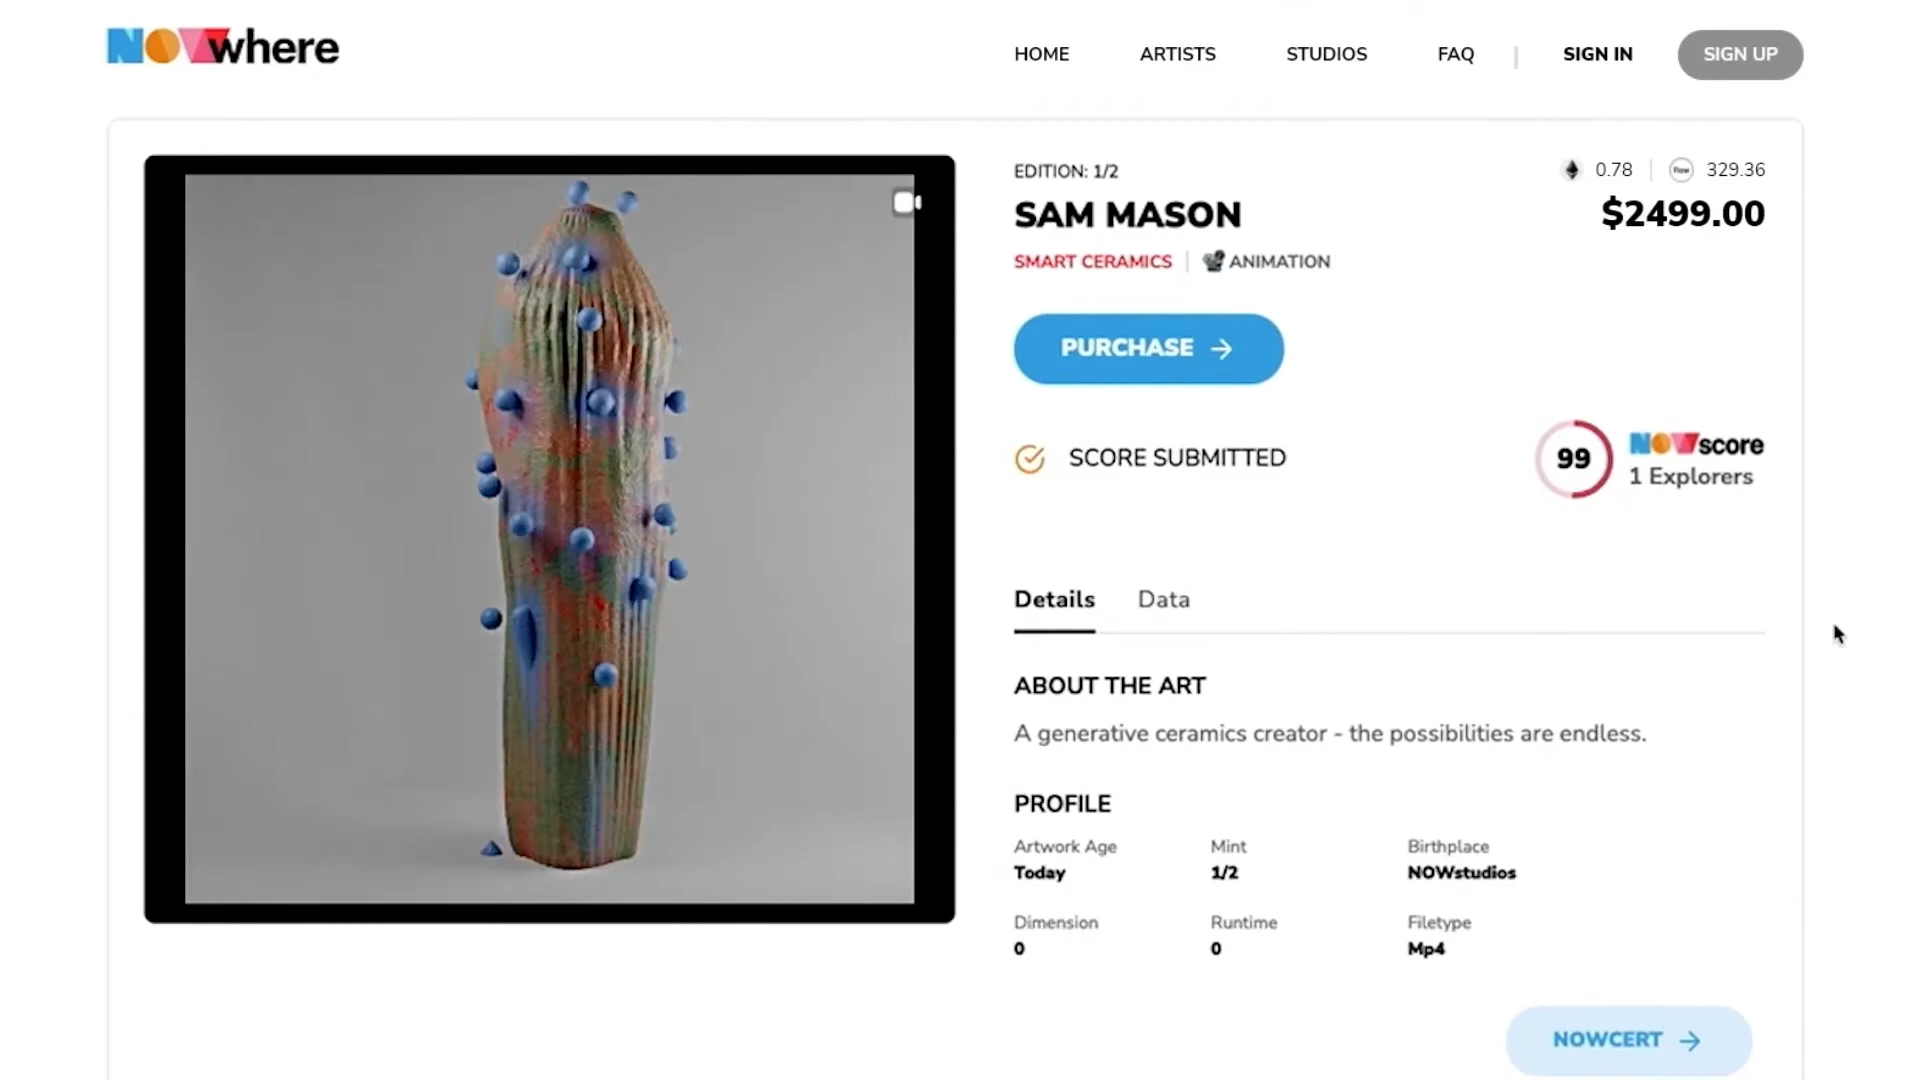 NOWwhere
HOME ARTISTS STUDIOS FAQ | SIGN IN SIGN UP
EDITION: 1/2
0.78 | flow 329.36
SAM MASON
$2499.00
SMART CERAMICS | ANIMATION
PURCHASE →
SCORE SUBMITTED
99
NOWscore
1 Explorers
Details Data
ABOUT THE ART
A generative ceramics creator - the possibilities are endless.
PROFILE
Artwork Age Mint Birthplace
Today 1/2 NOWstudios
Dimension Runtime Filetype
0 0 Mp4
NOWCERT →